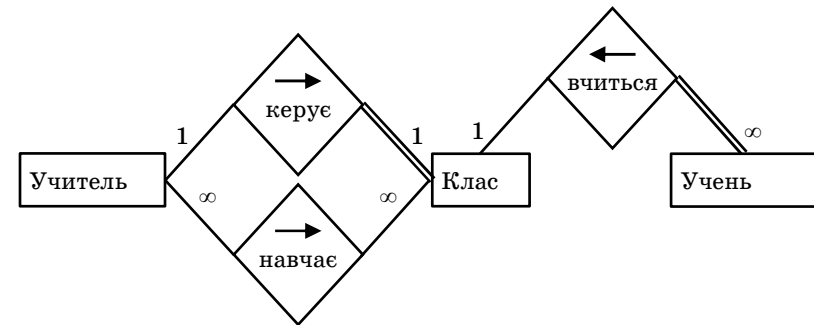 керує
вчиться
1
1
1
∞
Учитель
Клас
Учень
∞
∞
навчає